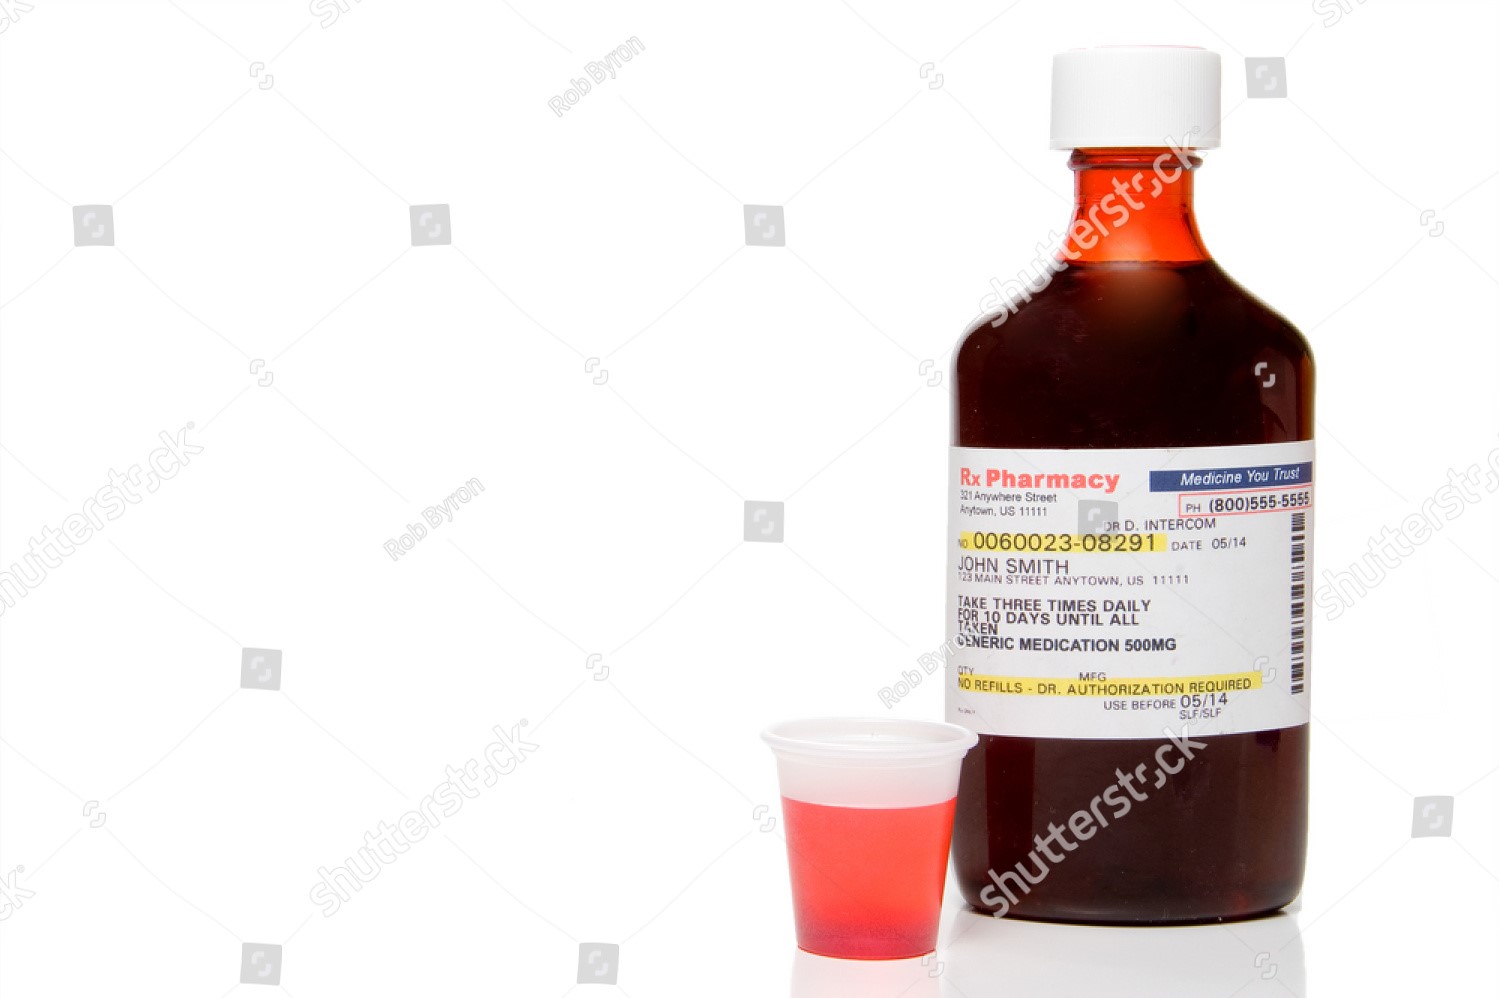 Rob Byron
shutterstock
Rx Pharmacy
Medicine You Trust
321 Anywhere Street
Anytown, US 11111
PH (800)555-5555
DR D. INTERCOM
NO 0060023-08291 DATE 05/14
JOHN SMITH
123 MAIN STREET ANYTOWN, US 11111
TAKE THREE TIMES DAILY
FOR 10 DAYS UNTIL ALL
TAKEN
GENERIC MEDICATION 500MG
QTY MFG
NO REFILLS - DR. AUTHORIZATION REQUIRED
USE BEFORE 05/14
SLF/SLF
shutterstock
Rob Byron
shutterstock
shutterstock
Rob Byron
shutterstock
shutterstock